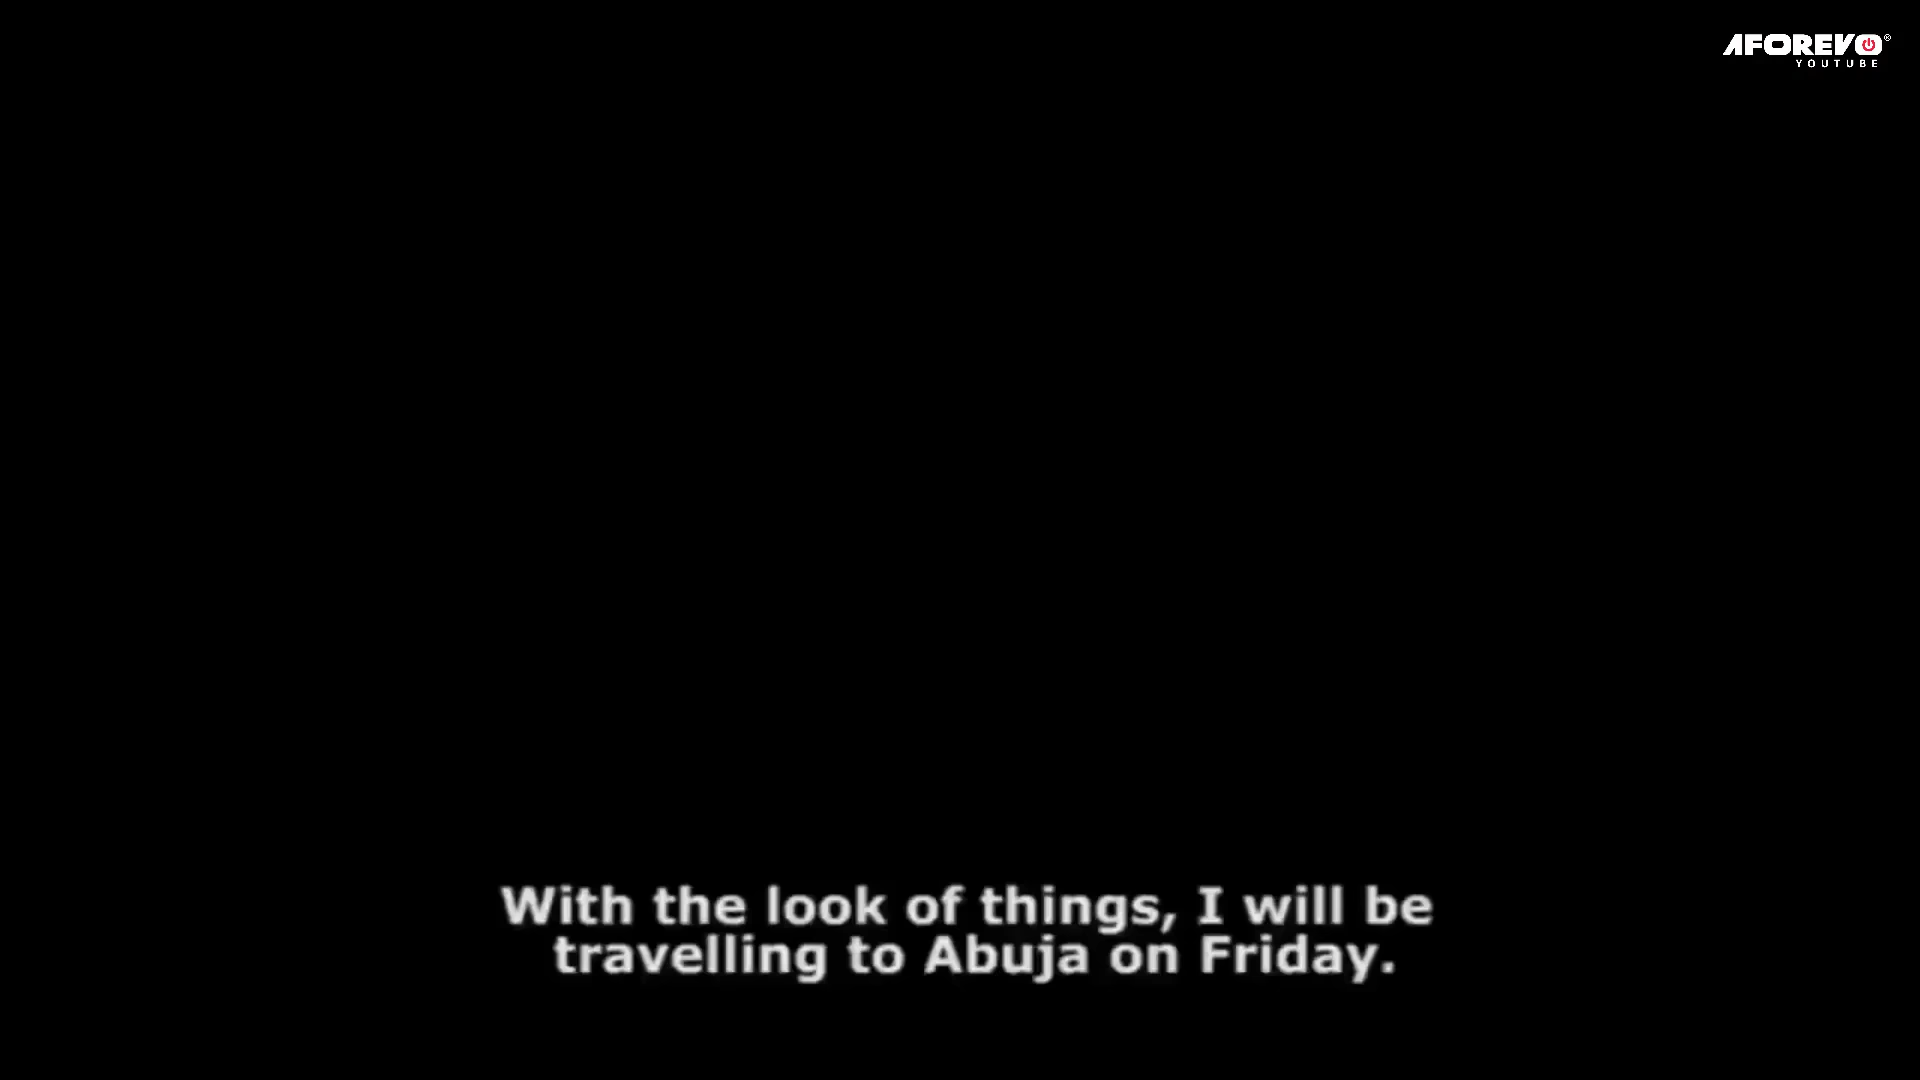 AFOREVO®
YOUTUBE
With the look of things, I will be
travelling to Abuja on Friday.